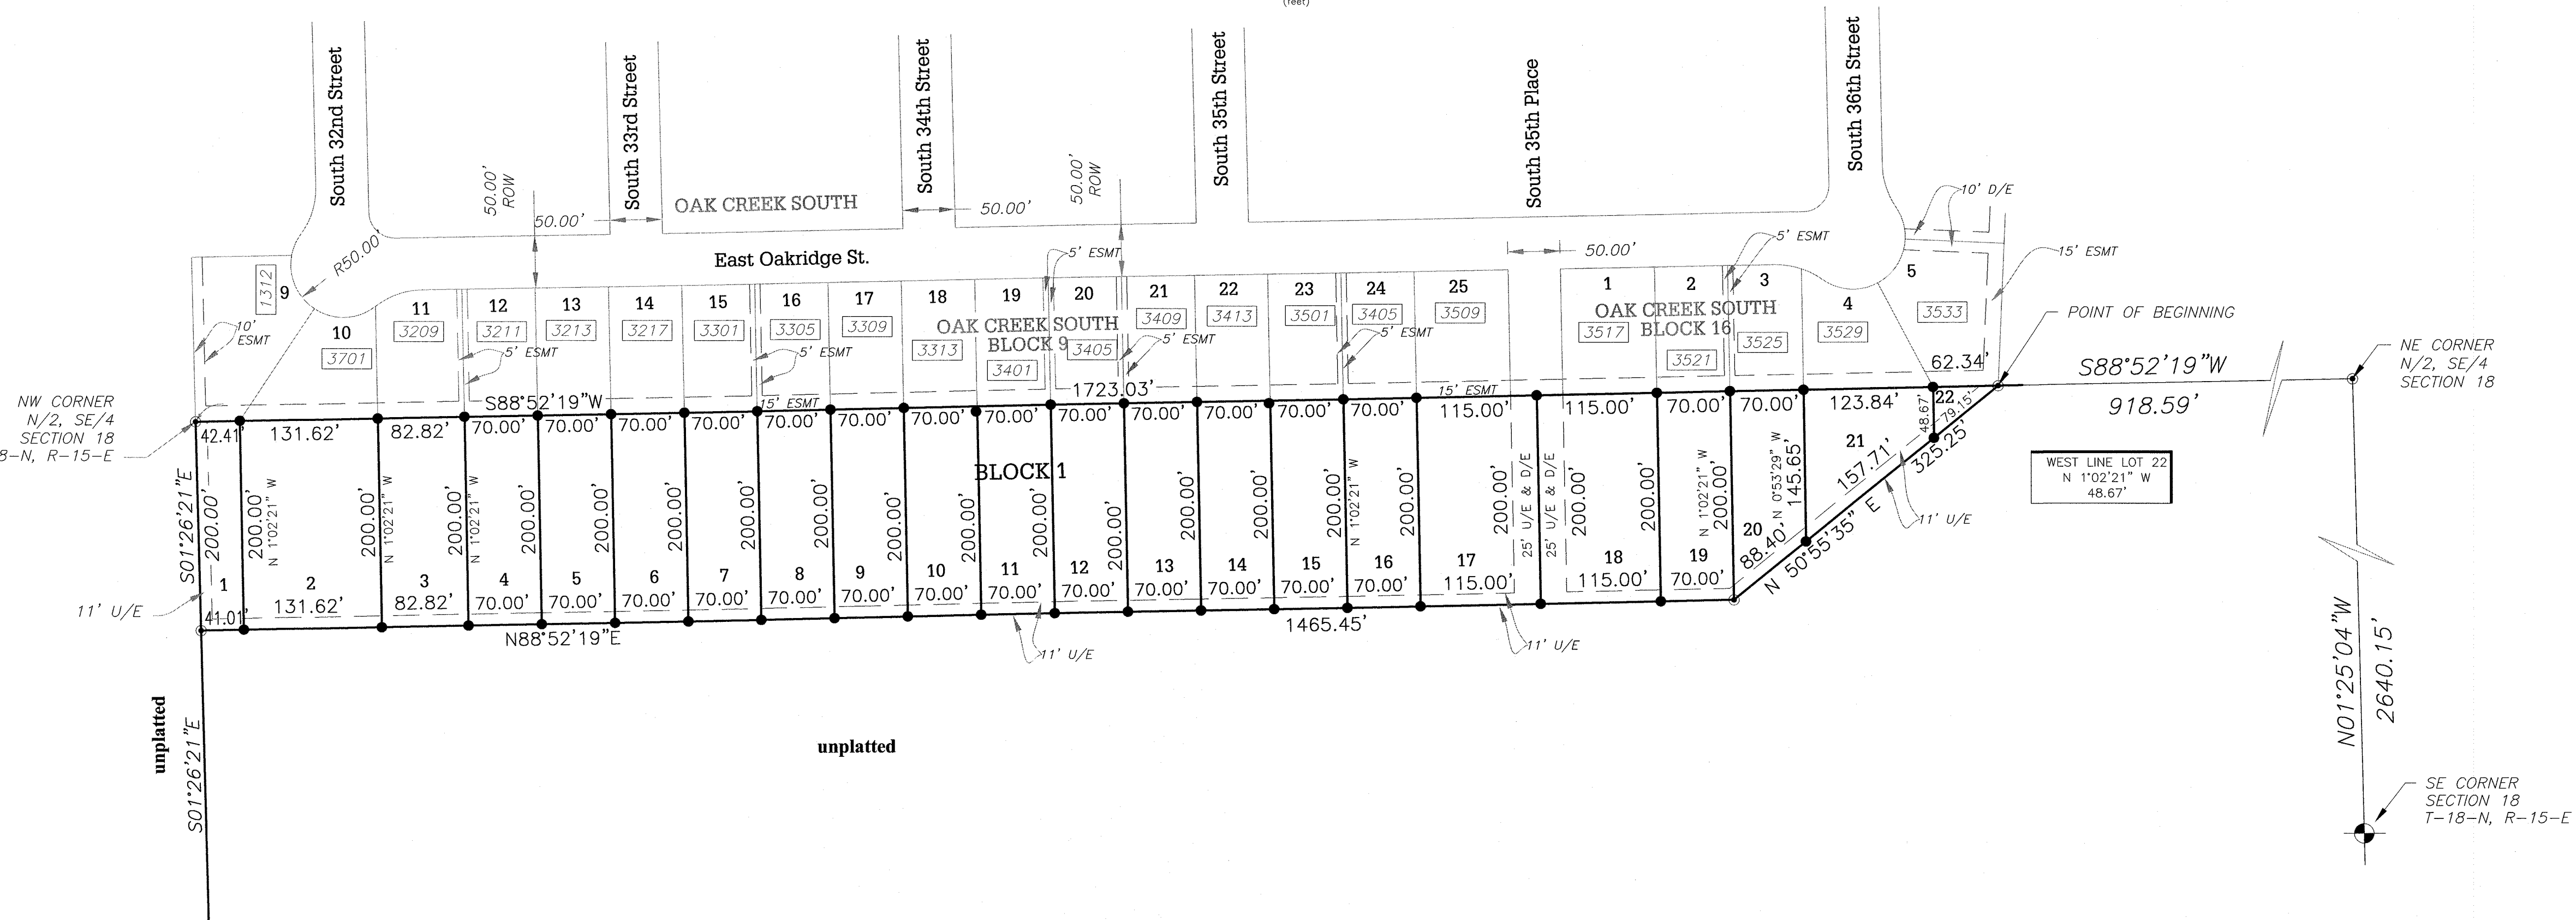 (feet)
South 32nd Street
South 33rd Street
South 34th Street
South 35th Street
South 35th Place
South 36th Street
50.00' ROW
OAK CREEK SOUTH
50.00'
50.00'
50.00' ROW
10' D/E
R50.00'
East Oakridge St.
5' ESMT
50.00'
5' ESMT
15' ESMT
1312
9
10' ESMT
10
3701
11
3209
12
3211
13
3213
14
3217
15
3301
16
3305
17
3309
18
3313
19
3401
20
3405
21
3409
22
3413
23
3501
24
3405
25
3509
OAK CREEK SOUTH
BLOCK 9
1
3517
2
3521
3
3525
4
3529
5
3533
OAK CREEK SOUTH
BLOCK 16
5' ESMT
5' ESMT
5' ESMT
5' ESMT
15' ESMT
15' ESMT
POINT OF BEGINNING
62.34'
S88°52'19"W
918.59'
NE CORNER
N/2, SE/4
SECTION 18
NW CORNER
N/2, SE/4
SECTION 18
8-N, R-15-E
S88°52'19"W
1723.03'
42.41'
131.62'
82.82'
70.00'
70.00'
70.00'
70.00'
70.00'
70.00'
70.00'
70.00'
70.00'
70.00'
70.00'
70.00'
70.00'
115.00'
115.00'
70.00'
70.00'
123.84'
22
48.67'
79.15'
BLOCK 1
S01°26'21"E
200.00'
200.00'
N 1°02'21" W
200.00'
N 1°02'21" W
200.00'
N 1°02'21" W
200.00'
200.00'
200.00'
200.00'
200.00'
200.00'
200.00'
200.00'
200.00'
200.00'
200.00'
200.00'
N 1°02'21" W
200.00'
200.00'
25' U/E & D/E
25' U/E & D/E
200.00'
200.00'
N 1°02'21" W
200.00'
N 0°53'29" W
145.65'
21
157.71'
325.25'
20
88.40'
N 50°55'35" E
11' U/E
WEST LINE LOT 22
N 1°02'21" W
48.67'
11' U/E
1
41.01'
2
131.62'
3
82.82'
4
70.00'
5
70.00'
6
70.00'
7
70.00'
8
70.00'
9
70.00'
10
70.00'
11
70.00'
12
70.00'
13
70.00'
14
70.00'
15
70.00'
16
70.00'
17
115.00'
18
115.00'
19
70.00'
N88°52'19"E
1465.45'
11' U/E
11' U/E
unplatted
S01°26'21"E
unplatted
N01°25'04"W
2640.15'
SE CORNER
SECTION 18
T-18-N, R-15-E